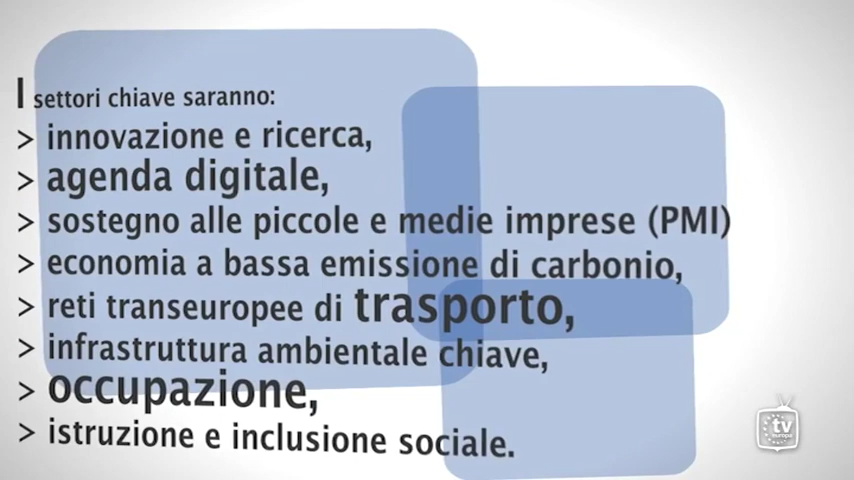 I settori chiave saranno:
> innovazione e ricerca,
> agenda digitale,
> sostegno alle piccole e medie imprese (PMI)
> economia a bassa emissione di carbonio,
> reti transeuropee di trasporto,
> infrastruttura ambientale chiave,
> occupazione,
> istruzione e inclusione sociale.
tv
europa